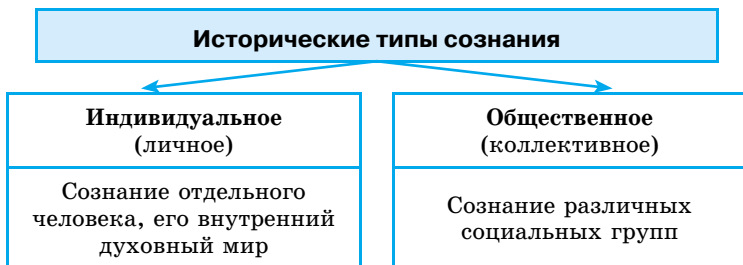 Исторические типы сознания
Индивидуальное
(личное)
Сознание отдельного
человека, его внутренний
духовный мир
Общественное
(коллективное)
Сознание различных
социальных групп